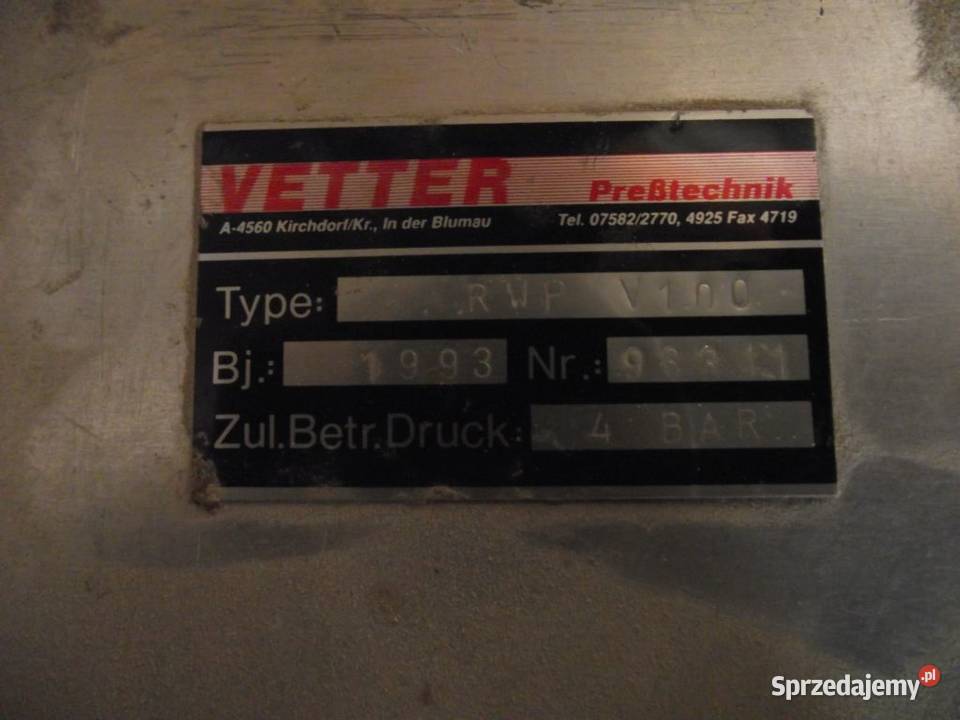 VETTER Preßtechnik
A-4560 Kirchdorf/Kr., In der Blumau Tel. 07582/2770, 4925 Fax 4719
Type: RWP V100
Bj.: 1993 Nr.:
Zul.Betr.Druck: 4 BAR
Sprzedajemy.pl